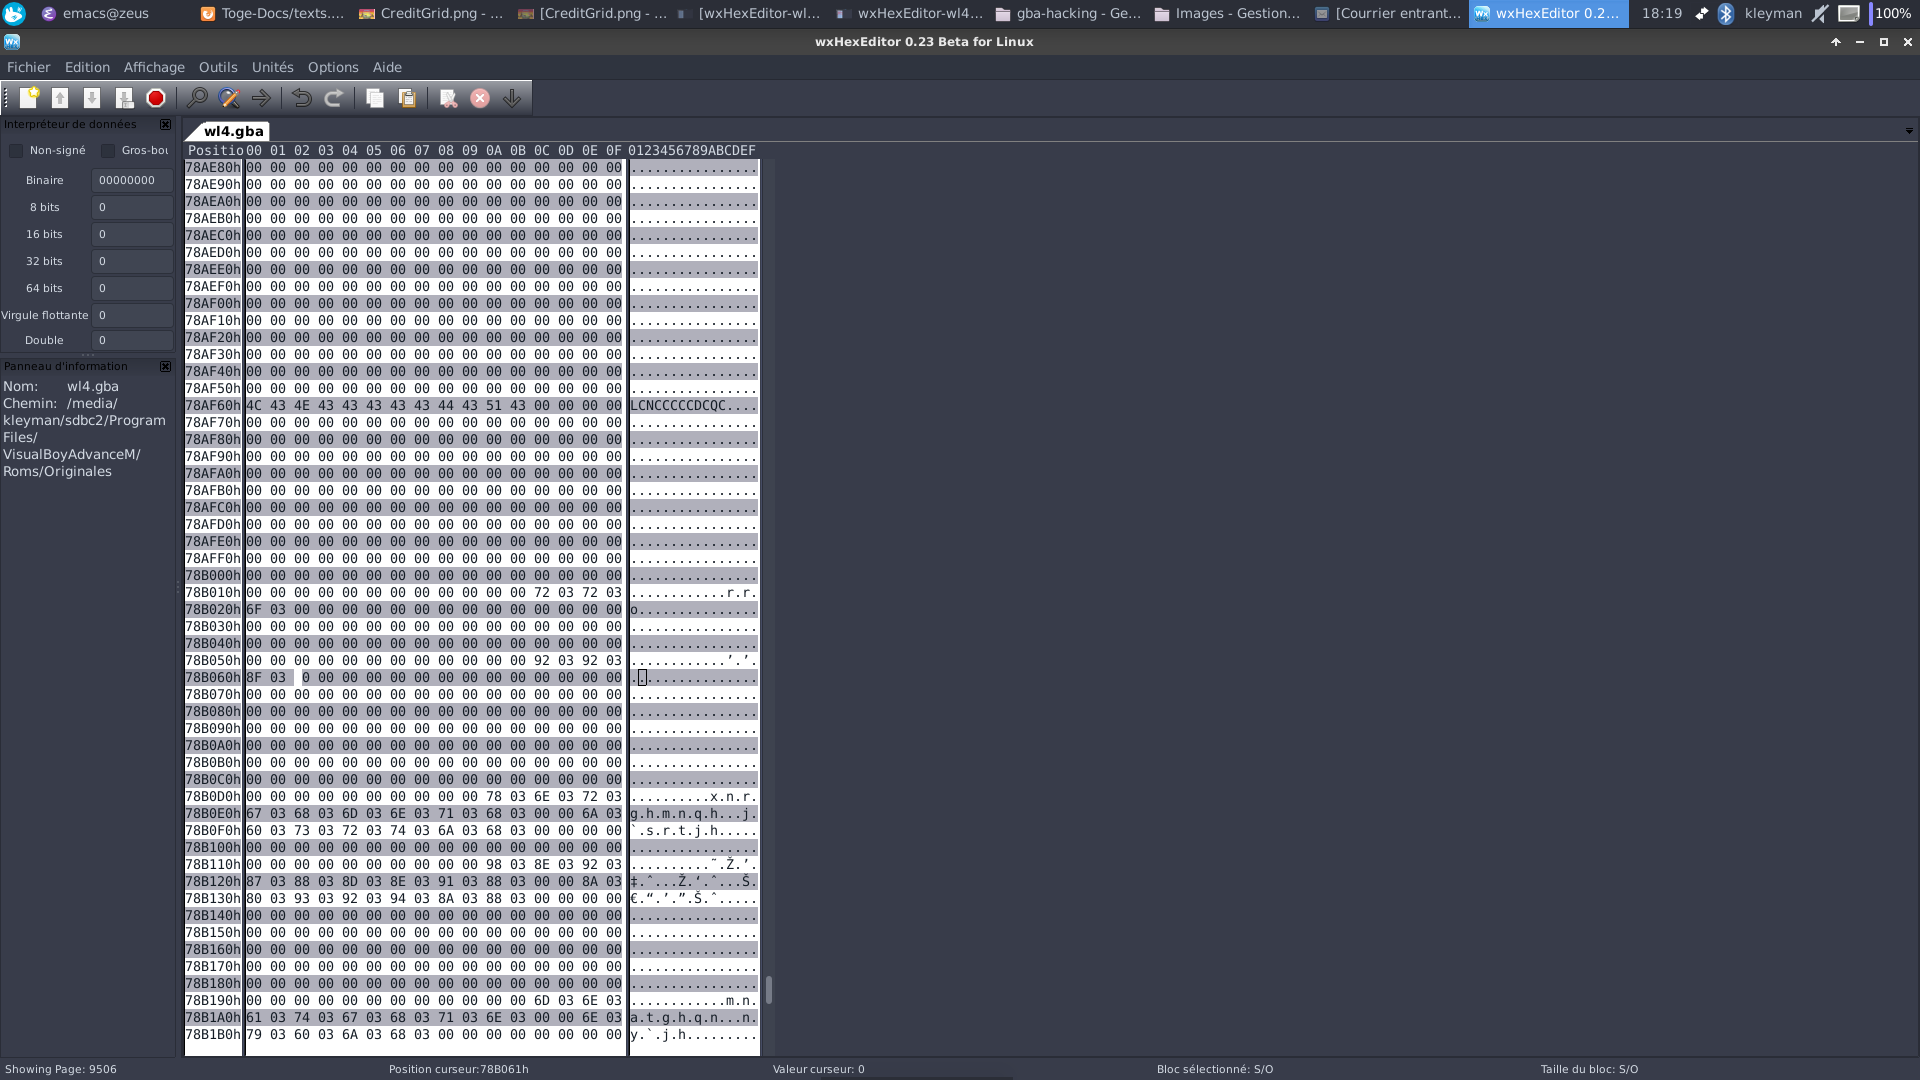 emacs@zeus
Toge-Docs/texts....
CreditGrid.png - ...
[CreditGrid.png - ...
[wxHexEditor-wl...
wxHexEditor-wl4...
gba-hacking - Ge...
Images - Gestion...
[Courrier entrant...
wxHexEditor 0.2...
18:19
kleyman
100%
wxHexEditor 0.23 Beta for Linux
Fichier Edition Affichage Outils Unités Options Aide
Interpréteur de données
Non-signé Gros-bou
Binaire 00000000
8 bits 0
16 bits 0
32 bits 0
64 bits 0
Virgule flottante 0
Double 0
Panneau d'information
Nom: wl4.gba
Chemin: /media/
kleyman/sdbc2/Program
Files/
VisualBoyAdvanceM/
Roms/Originales
wl4.gba
Positio 00 01 02 03 04 05 06 07 08 09 0A 0B 0C 0D 0E 0F 0123456789ABCDEF
78AE80h 00 00 00 00 00 00 00 00 00 00 00 00 00 00 00 00 ................
78AE90h 00 00 00 00 00 00 00 00 00 00 00 00 00 00 00 00 ................
78AEA0h 00 00 00 00 00 00 00 00 00 00 00 00 00 00 00 00 ................
78AEB0h 00 00 00 00 00 00 00 00 00 00 00 00 00 00 00 00 ................
78AEC0h 00 00 00 00 00 00 00 00 00 00 00 00 00 00 00 00 ................
78AED0h 00 00 00 00 00 00 00 00 00 00 00 00 00 00 00 00 ................
78AEE0h 00 00 00 00 00 00 00 00 00 00 00 00 00 00 00 00 ................
78AEF0h 00 00 00 00 00 00 00 00 00 00 00 00 00 00 00 00 ................
78AF00h 00 00 00 00 00 00 00 00 00 00 00 00 00 00 00 00 ................
78AF10h 00 00 00 00 00 00 00 00 00 00 00 00 00 00 00 00 ................
78AF20h 00 00 00 00 00 00 00 00 00 00 00 00 00 00 00 00 ................
78AF30h 00 00 00 00 00 00 00 00 00 00 00 00 00 00 00 00 ................
78AF40h 00 00 00 00 00 00 00 00 00 00 00 00 00 00 00 00 ................
78AF50h 00 00 00 00 00 00 00 00 00 00 00 00 00 00 00 00 ................
78AF60h 4C 43 4E 43 43 43 43 43 44 43 51 43 00 00 00 00 LCNCCCCCDCQC....
78AF70h 00 00 00 00 00 00 00 00 00 00 00 00 00 00 00 00 ................
78AF80h 00 00 00 00 00 00 00 00 00 00 00 00 00 00 00 00 ................
78AF90h 00 00 00 00 00 00 00 00 00 00 00 00 00 00 00 00 ................
78AFA0h 00 00 00 00 00 00 00 00 00 00 00 00 00 00 00 00 ................
78AFB0h 00 00 00 00 00 00 00 00 00 00 00 00 00 00 00 00 ................
78AFC0h 00 00 00 00 00 00 00 00 00 00 00 00 00 00 00 00 ................
78AFD0h 00 00 00 00 00 00 00 00 00 00 00 00 00 00 00 00 ................
78AFE0h 00 00 00 00 00 00 00 00 00 00 00 00 00 00 00 00 ................
78AFF0h 00 00 00 00 00 00 00 00 00 00 00 00 00 00 00 00 ................
78B000h 00 00 00 00 00 00 00 00 00 00 00 00 00 00 00 00 ................
78B010h 00 00 00 00 00 00 00 00 00 00 00 00 72 03 72 03 ............r.r.
78B020h 6F 03 00 00 00 00 00 00 00 00 00 00 00 00 00 00 o...............
78B030h 00 00 00 00 00 00 00 00 00 00 00 00 00 00 00 00 ................
78B040h 00 00 00 00 00 00 00 00 00 00 00 00 00 00 00 00 ................
78B050h 00 00 00 00 00 00 00 00 00 00 00 00 92 03 92 03 ............’.’.
78B060h 8F 03 0 00 00 00 00 00 00 00 00 00 00 00 00 00 ................
78B070h 00 00 00 00 00 00 00 00 00 00 00 00 00 00 00 00 ................
78B080h 00 00 00 00 00 00 00 00 00 00 00 00 00 00 00 00 ................
78B090h 00 00 00 00 00 00 00 00 00 00 00 00 00 00 00 00 ................
78B0A0h 00 00 00 00 00 00 00 00 00 00 00 00 00 00 00 00 ................
78B0B0h 00 00 00 00 00 00 00 00 00 00 00 00 00 00 00 00 ................
78B0C0h 00 00 00 00 00 00 00 00 00 00 00 00 00 00 00 00 ................
78B0D0h 00 00 00 00 00 00 00 00 00 00 78 03 6E 03 72 03 ..........x.n.r.
78B0E0h 67 03 68 03 6D 03 6E 03 71 03 68 03 00 00 6A 03 g.h.m.n.q.h...j.
78B0F0h 60 03 73 03 72 03 74 03 6A 03 68 03 00 00 00 00 `.s.r.t.j.h.....
78B100h 00 00 00 00 00 00 00 00 00 00 00 00 00 00 00 00 ................
78B110h 00 00 00 00 00 00 00 00 00 00 98 03 8E 03 92 03 ..........˜.Ž.’.
78B120h 87 03 88 03 8D 03 8E 03 91 03 88 03 00 00 8A 03 ‡.ˆ...Ž.‘.ˆ...Š.
78B130h 80 03 93 03 92 03 94 03 8A 03 88 03 00 00 00 00 €.“.’.”.Š.ˆ.....
78B140h 00 00 00 00 00 00 00 00 00 00 00 00 00 00 00 00 ................
78B150h 00 00 00 00 00 00 00 00 00 00 00 00 00 00 00 00 ................
78B160h 00 00 00 00 00 00 00 00 00 00 00 00 00 00 00 00 ................
78B170h 00 00 00 00 00 00 00 00 00 00 00 00 00 00 00 00 ................
78B180h 00 00 00 00 00 00 00 00 00 00 00 00 00 00 00 00 ................
78B190h 00 00 00 00 00 00 00 00 00 00 00 00 6D 03 6E 03 ............m.n.
78B1A0h 61 03 74 03 67 03 68 03 71 03 6E 03 00 00 6E 03 a.t.g.h.q.n...n.
78B1B0h 79 03 60 03 6A 03 68 03 00 00 00 00 00 00 00 00 y.`.j.h.........
Showing Page: 9506
Position curseur:78B061h
Valeur curseur: 0
Bloc sélectionné: S/O
Taille du bloc: S/O